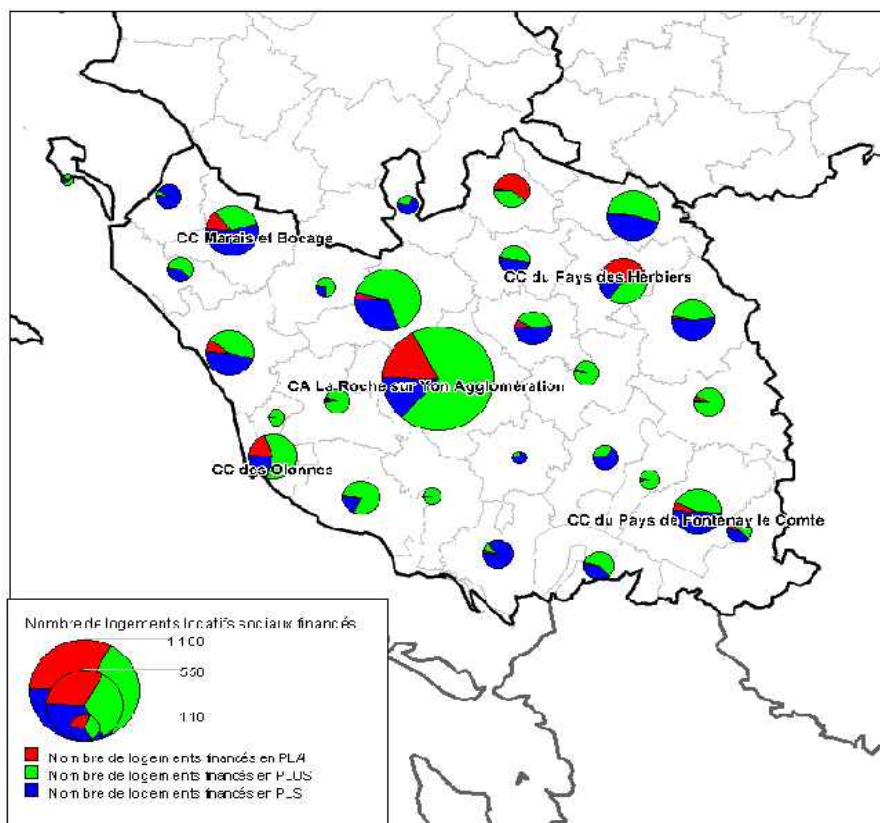 CC Marais et Bocage
CC du Pays des Herbiers
CA La Roche sur Yon Agglomération
CC des Olonnes
CC du Pays de Fontenay le Comte
Nombre de logements locatifs sociaux financés
1 100
550
110
Nombre de logements financés en PLAI
Nombre de logements financés en PLUS
Nombre de logements financés en PLS